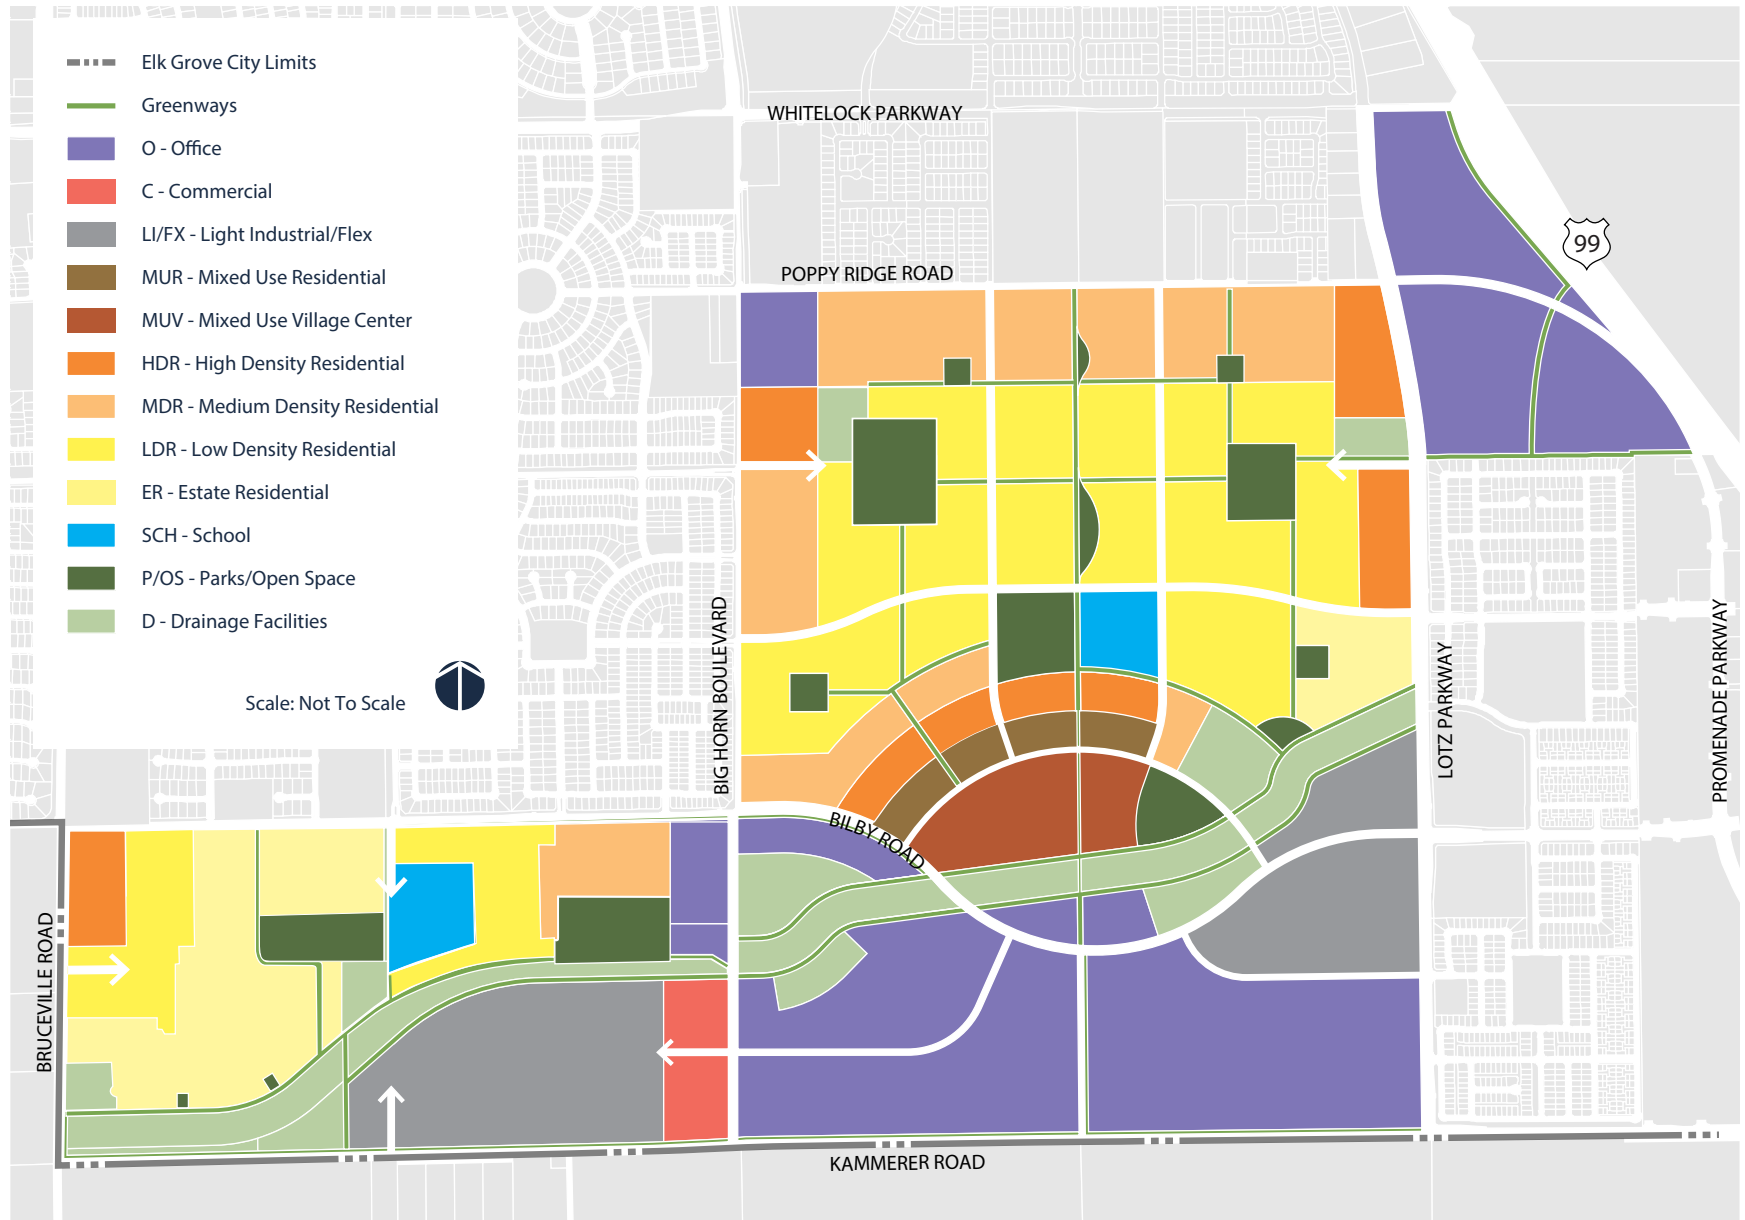 Elk Grove City Limits
Greenways
O - Office
C - Commercial
LI/FX - Light Industrial/Flex
MUR - Mixed Use Residential
MUV - Mixed Use Village Center
HDR - High Density Residential
MDR - Medium Density Residential
LDR - Low Density Residential
ER - Estate Residential
SCH - School
P/OS - Parks/Open Space
D - Drainage Facilities
Scale: Not To Scale
WHITELOCK PARKWAY
99
POPPY RIDGE ROAD
BIG HORN BOULEVARD
LOTZ PARKWAY
PROMENADE PARKWAY
BILBY ROAD
BRUCEVILLE ROAD
KAMMERER ROAD